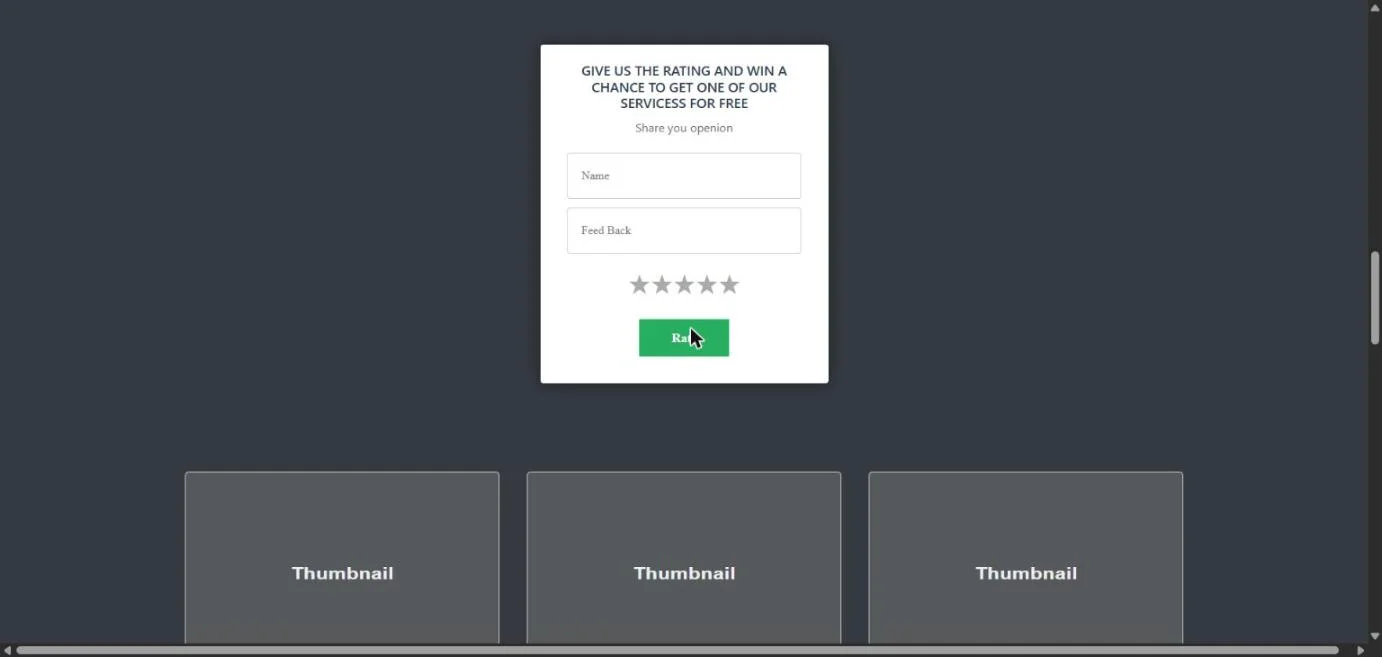 GIVE US THE RATING AND WIN A
CHANCE TO GET ONE OF OUR
SERVICESS FOR FREE
Share you openion
Name
Feed Back
Thumbnail
Thumbnail
Thumbnail